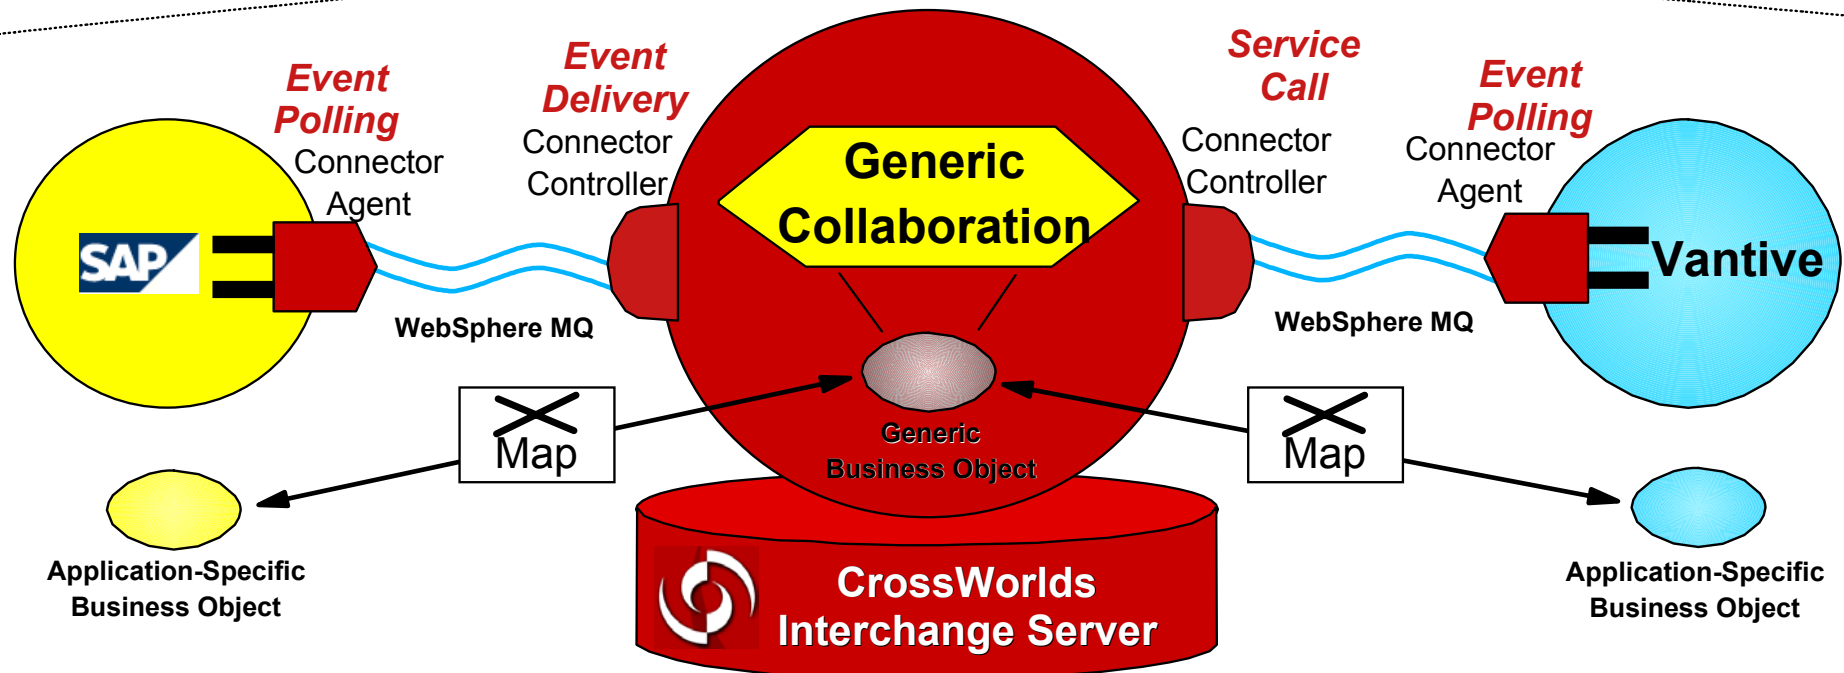 Event
Polling
Connector
Agent
Event
Delivery
Connector
Controller
Service
Call
Connector
Controller
Event
Polling
Connector
Agent
SAP
Generic
Collaboration
Vantive
WebSphere MQ
WebSphere MQ
Map
Generic
Business Object
Map
Application-Specific
Business Object
CrossWorlds
Interchange Server
Application-Specific
Business Object